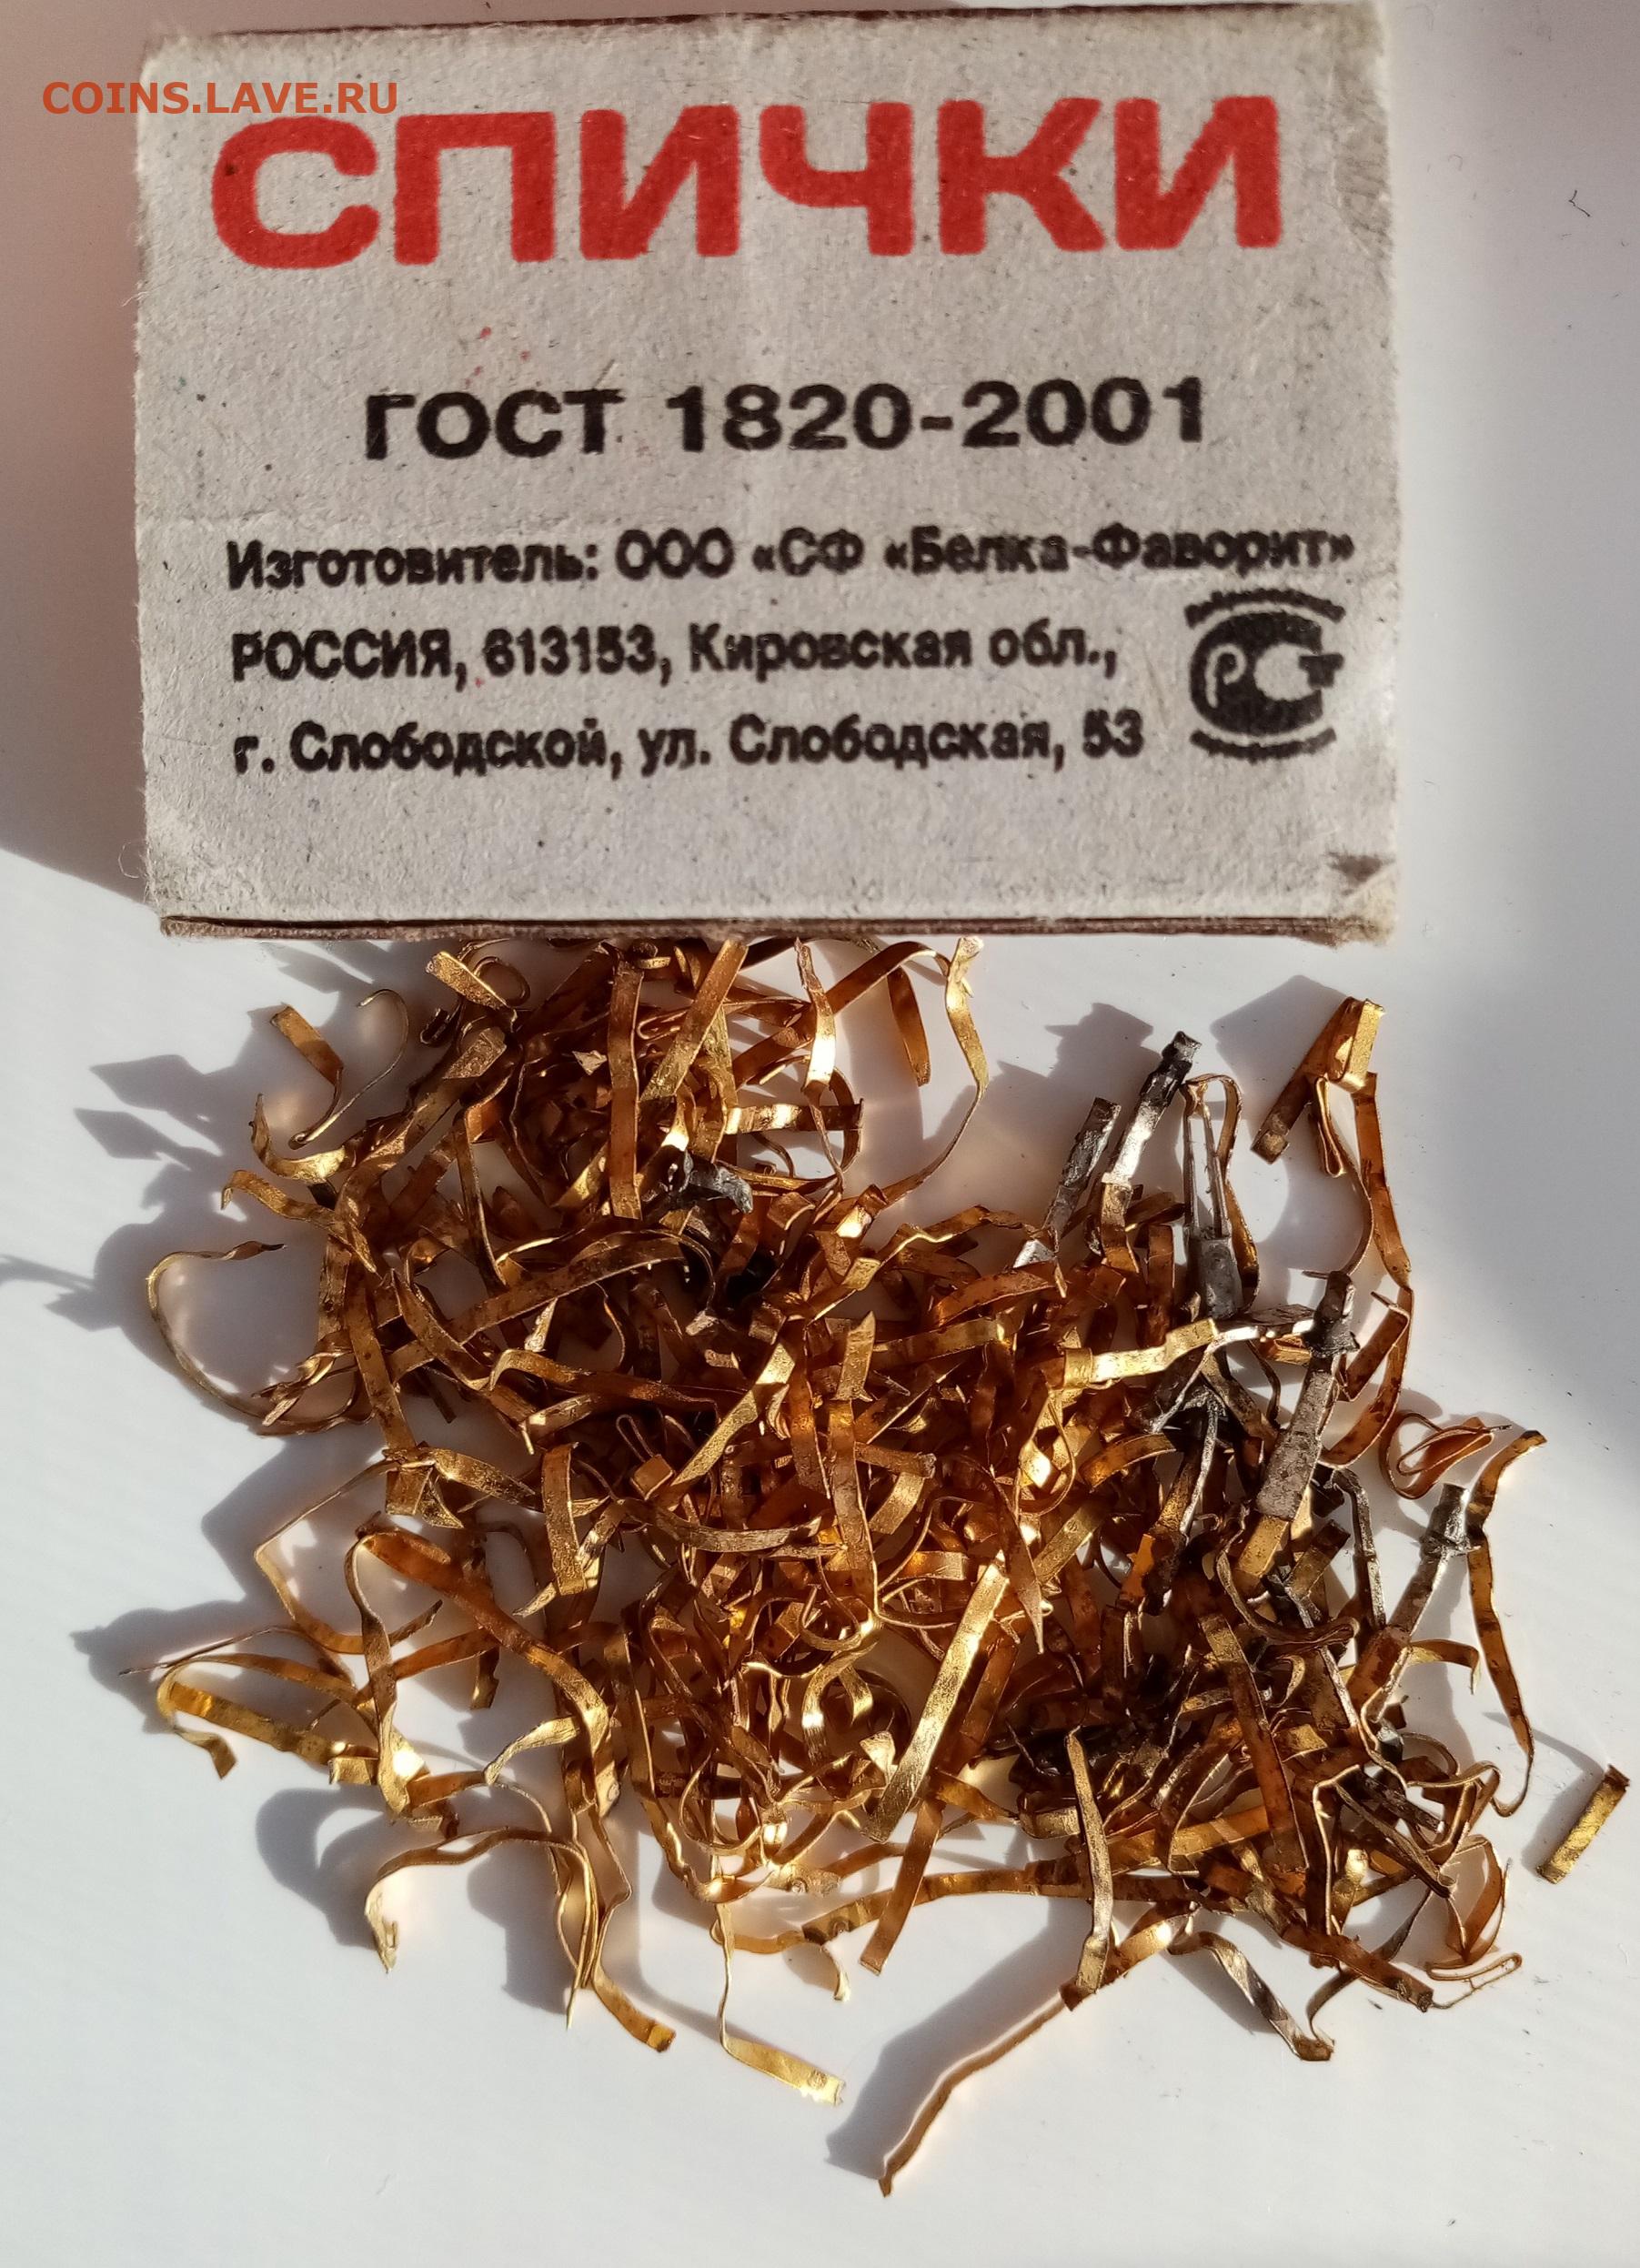 COINS.LAVE.RU
СПИЧКИ
ГОСТ 1820-2001
Изготовитель: ООО «СФ «Белка-Фаворит»
РОССИЯ, 613153, Кировская обл.,
г. Слободской, ул. Слободская, 53